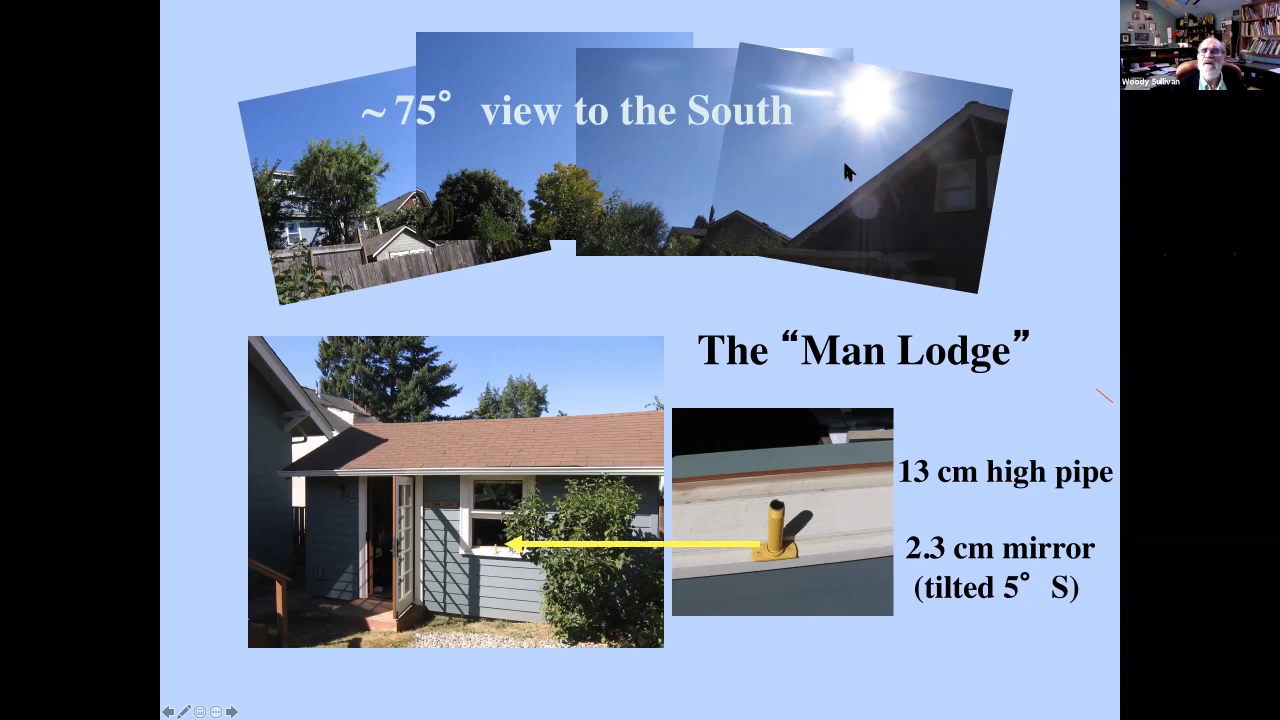 Woody Sullivan
~75° view to the South
The “Man Lodge”
13 cm high pipe
2.3 cm mirror
(tilted 5° S)